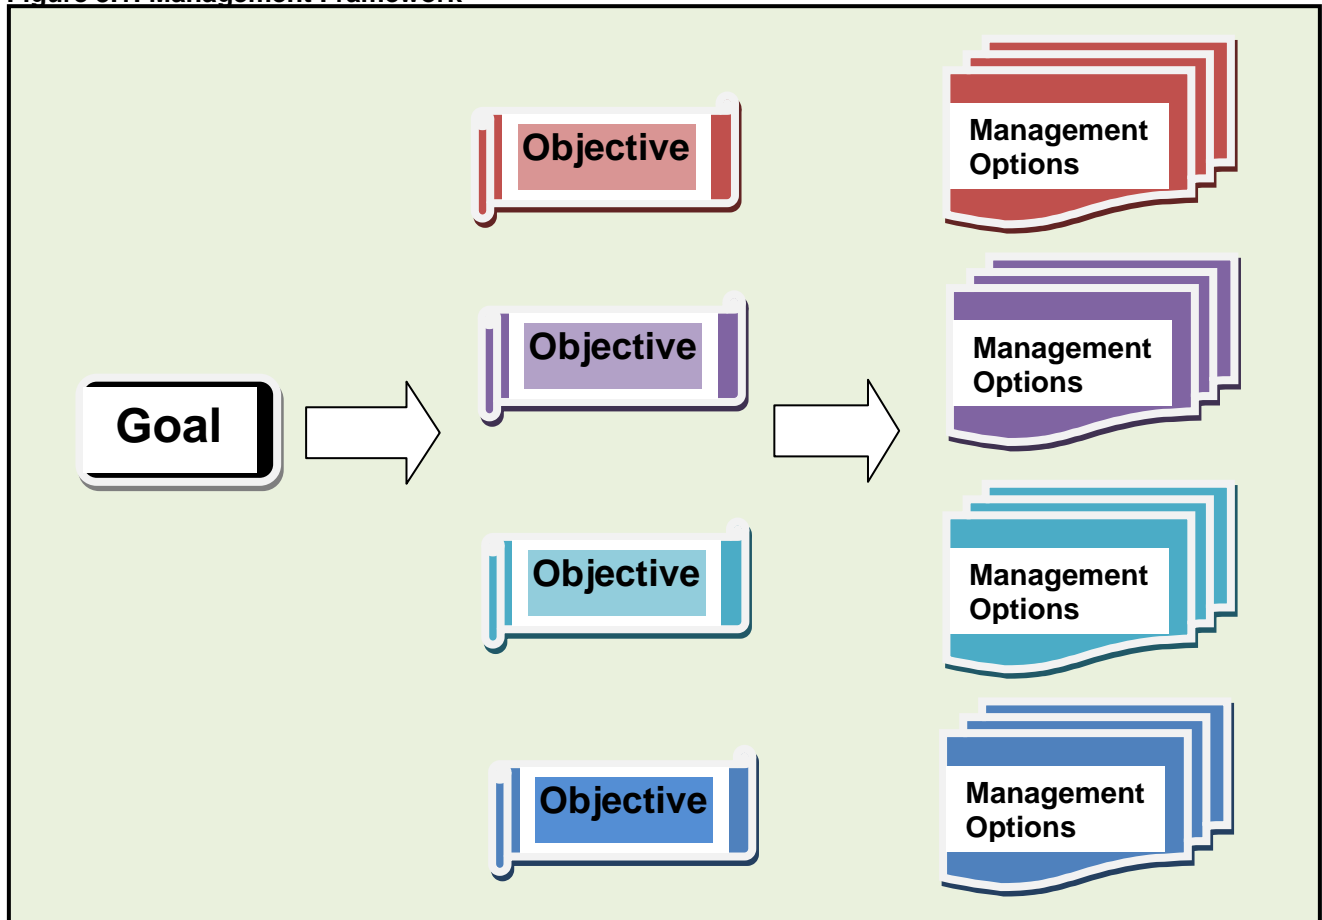 Objective
Management
Options
Objective
Management
Options
Goal
Objective
Management
Options
Objective
Management
Options